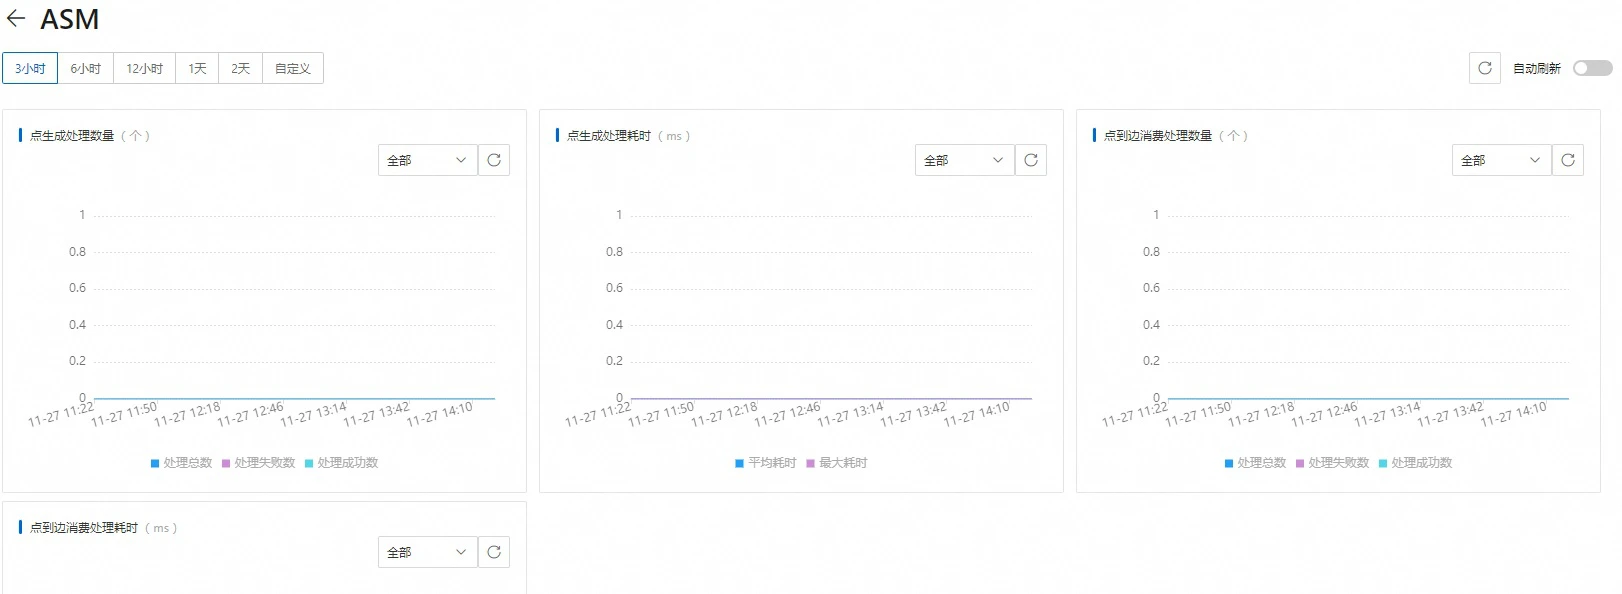 ASM
3小时 6小时 12小时 1天 2天 自定义 自动刷新
点生成处理数量（个）
全部
1
0.8
0.6
0.4
0.2
0
11-27 11:22 11-27 11:50 11-27 12:18 11-27 12:46 11-27 13:14 11-27 13:42 11-27 14:10
处理总数 处理失败数 处理成功数
点生成处理耗时（ms）
全部
1
0.8
0.6
0.4
0.2
0
11-27 11:22 11-27 11:50 11-27 12:18 11-27 12:46 11-27 13:14 11-27 13:42 11-27 14:10
平均耗时 最大耗时
点到边消费处理数量（个）
全部
1
0.8
0.6
0.4
0.2
0
11-27 11:22 11-27 11:50 11-27 12:18 11-27 12:46 11-27 13:14 11-27 13:42 11-27 14:10
处理总数 处理失败数 处理成功数
点到边消费处理耗时（ms）
全部